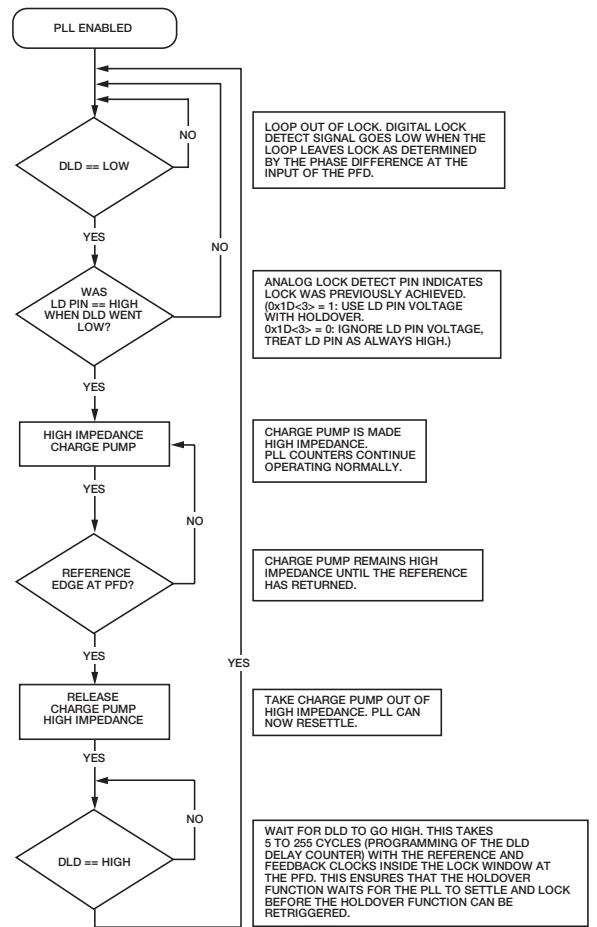 PLL ENABLED
NO
DLD == LOW
LOOP OUT OF LOCK. DIGITAL LOCK
DETECT SIGNAL GOES LOW WHEN THE
LOOP LEAVES LOCK AS DETERMINED
BY THE PHASE DIFFERENCE AT THE
INPUT OF THE PFD.
YES
NO
WAS
LD PIN == HIGH
WHEN DLD WENT
LOW?
ANALOG LOCK DETECT PIN INDICATES
LOCK WAS PREVIOUSLY ACHIEVED.
(0x1D<3> = 1: USE LD PIN VOLTAGE
WITH HOLDOVER.
0x1D<3> = 0: IGNORE LD PIN VOLTAGE,
TREAT LD PIN AS ALWAYS HIGH.)
YES
HIGH IMPEDANCE
CHARGE PUMP
CHARGE PUMP IS MADE
HIGH IMPEDANCE.
PLL COUNTERS CONTINUE
OPERATING NORMALLY.
YES
NO
REFERENCE
EDGE AT PFD?
CHARGE PUMP REMAINS HIGH
IMPEDANCE UNTIL THE REFERENCE
HAS RETURNED.
YES
YES
RELEASE
CHARGE PUMP
HIGH IMPEDANCE
TAKE CHARGE PUMP OUT OF
HIGH IMPEDANCE. PLL CAN
NOW RESETTLE.
YES
NO
DLD == HIGH
WAIT FOR DLD TO GO HIGH. THIS TAKES
5 TO 255 CYCLES (PROGRAMMING OF THE DLD
DELAY COUNTER) WITH THE REFERENCE AND
FEEDBACK CLOCKS INSIDE THE LOCK WINDOW AT
THE PFD. THIS ENSURES THAT THE HOLDOVER
FUNCTION WAITS FOR THE PLL TO SETTLE AND LOCK
BEFORE THE HOLDOVER FUNCTION CAN BE
RETRIGGERED.